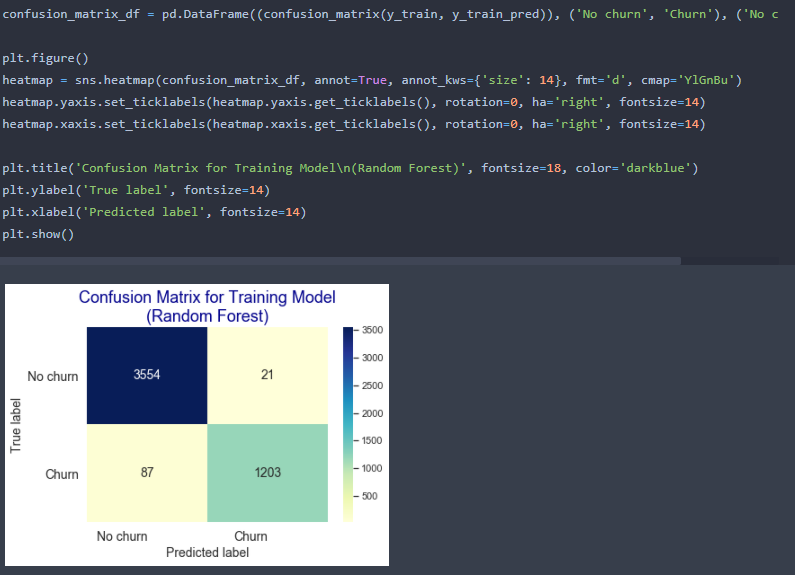 confusion_matrix_df = pd.DataFrame((confusion_matrix(y_train, y_train_pred)), ('No churn', 'Churn'), ('No c
plt.figure()
heatmap = sns.heatmap(confusion_matrix_df, annot=True, annot_kws={'size': 14}, fmt='d', cmap='YlGnBu')
heatmap.yaxis.set_ticklabels(heatmap.yaxis.get_ticklabels(), rotation=0, ha='right', fontsize=14)
heatmap.xaxis.set_ticklabels(heatmap.xaxis.get_ticklabels(), rotation=0, ha='right', fontsize=14)
plt.title('Confusion Matrix for Training Model\n(Random Forest)', fontsize=18, color='darkblue')
plt.ylabel('True label', fontsize=14)
plt.xlabel('Predicted label', fontsize=14)
plt.show()
Confusion Matrix for Training Model
(Random Forest)
True label
No churn
3554
21
Churn
87
1203
No churn
Churn
Predicted label
3500
3000
2500
2000
1500
1000
500